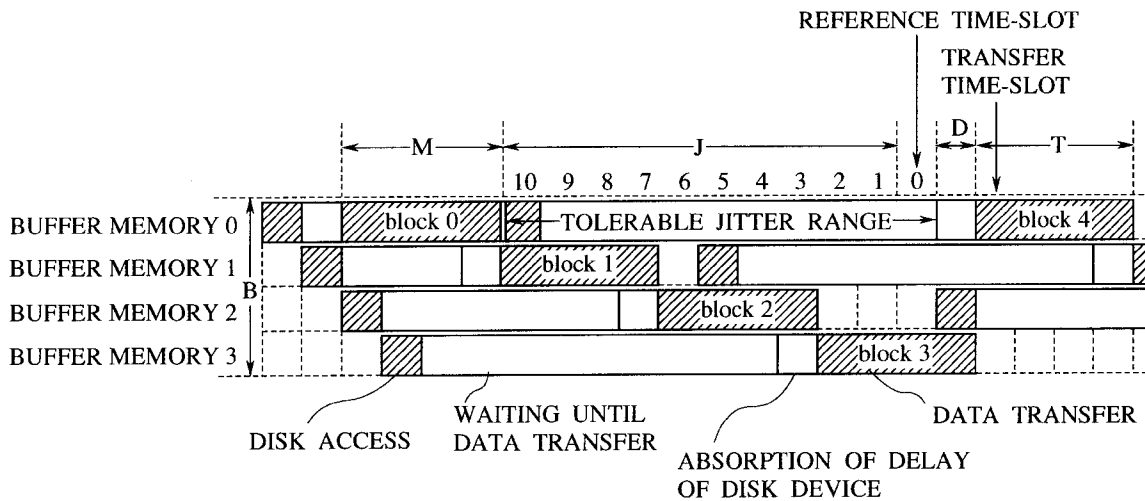 REFERENCE TIME-SLOT
TRANSFER
TIME-SLOT
M
J
D
T
10 9 8 7 6 5 4 3 2 1 0
BUFFER MEMORY 0
block 0
TOLERABLE JITTER RANGE
block 4
BUFFER MEMORY 1
block 1
B
BUFFER MEMORY 2
block 2
BUFFER MEMORY 3
block 3
DISK ACCESS
WAITING UNTIL
DATA TRANSFER
ABSORPTION OF DELAY
OF DISK DEVICE
DATA TRANSFER